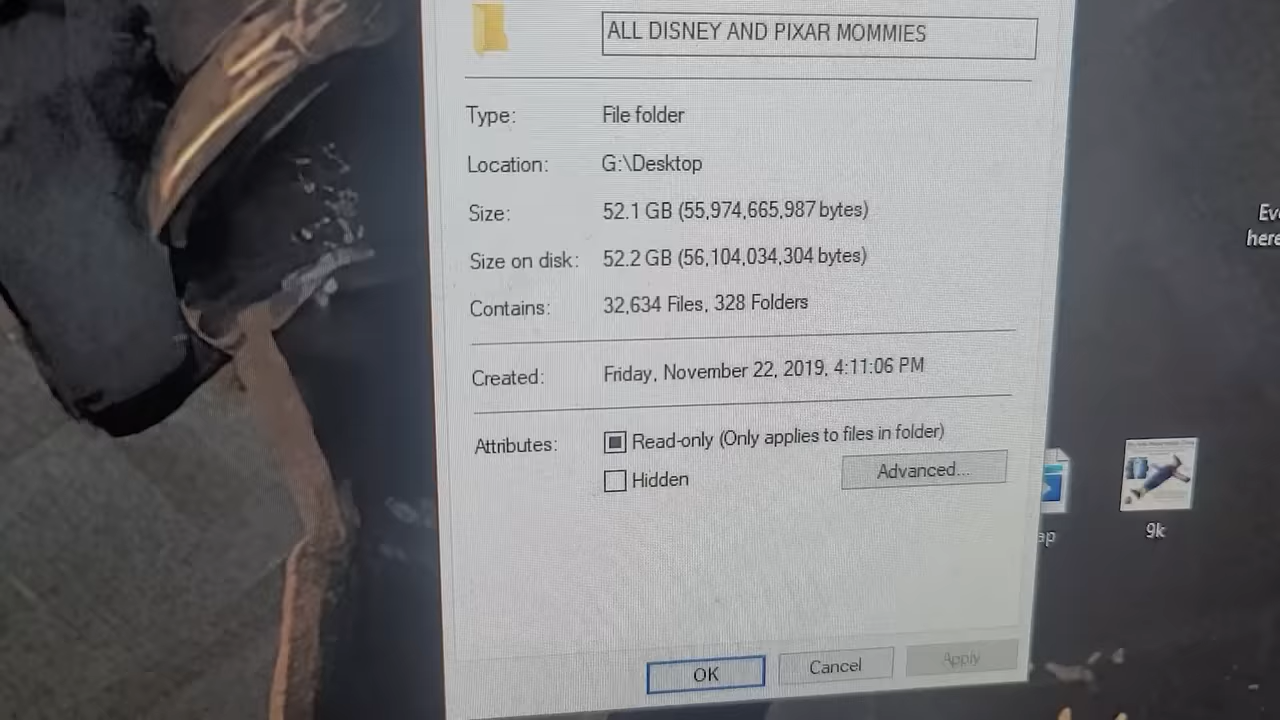 ALL DISNEY AND PIXAR MOMMIES
Type: File folder
Location: G:\Desktop
Size: 52.1 GB (55,974,665,987 bytes)
Size on disk: 52.2 GB (56,104,034,304 bytes)
Contains: 32,634 Files, 328 Folders
Created: Friday, November 22, 2019, 4:11:06 PM
Attributes: Read-only (Only applies to files in folder)
Hidden Advanced...
OK Cancel Apply
Ev
here
ap
9k